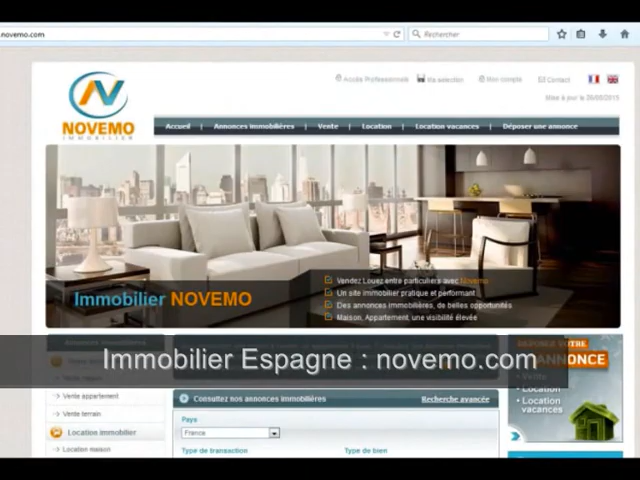 novemo.com
Rechercher
Accès Professionnels
Ma selection
Mon compte
Contact
Mise à jour le
NOVEMO
IMMOBILIER
Accueil | Annonces immobilières | Vente | Location | Location vacances | Déposer une annonce
Immobilier NOVEMO
Vendez Louez entre particuliers avec Novemo
Un site immobilier pratique et performant
Des annonces immobilières, de belles opportunités
Maison, Appartement, une visibilité élevée
Immobilier Espagne : novemo.com
DÉPOSER VOTRE
ANNONCE
Vente appartement
Vente terrain
Location immobilier
Location maison
Consultez nos annonces immobilières
Recherche avancée
Pays
France
Type de transaction
Type de bien
• Vente
• Location
• Location
vacances